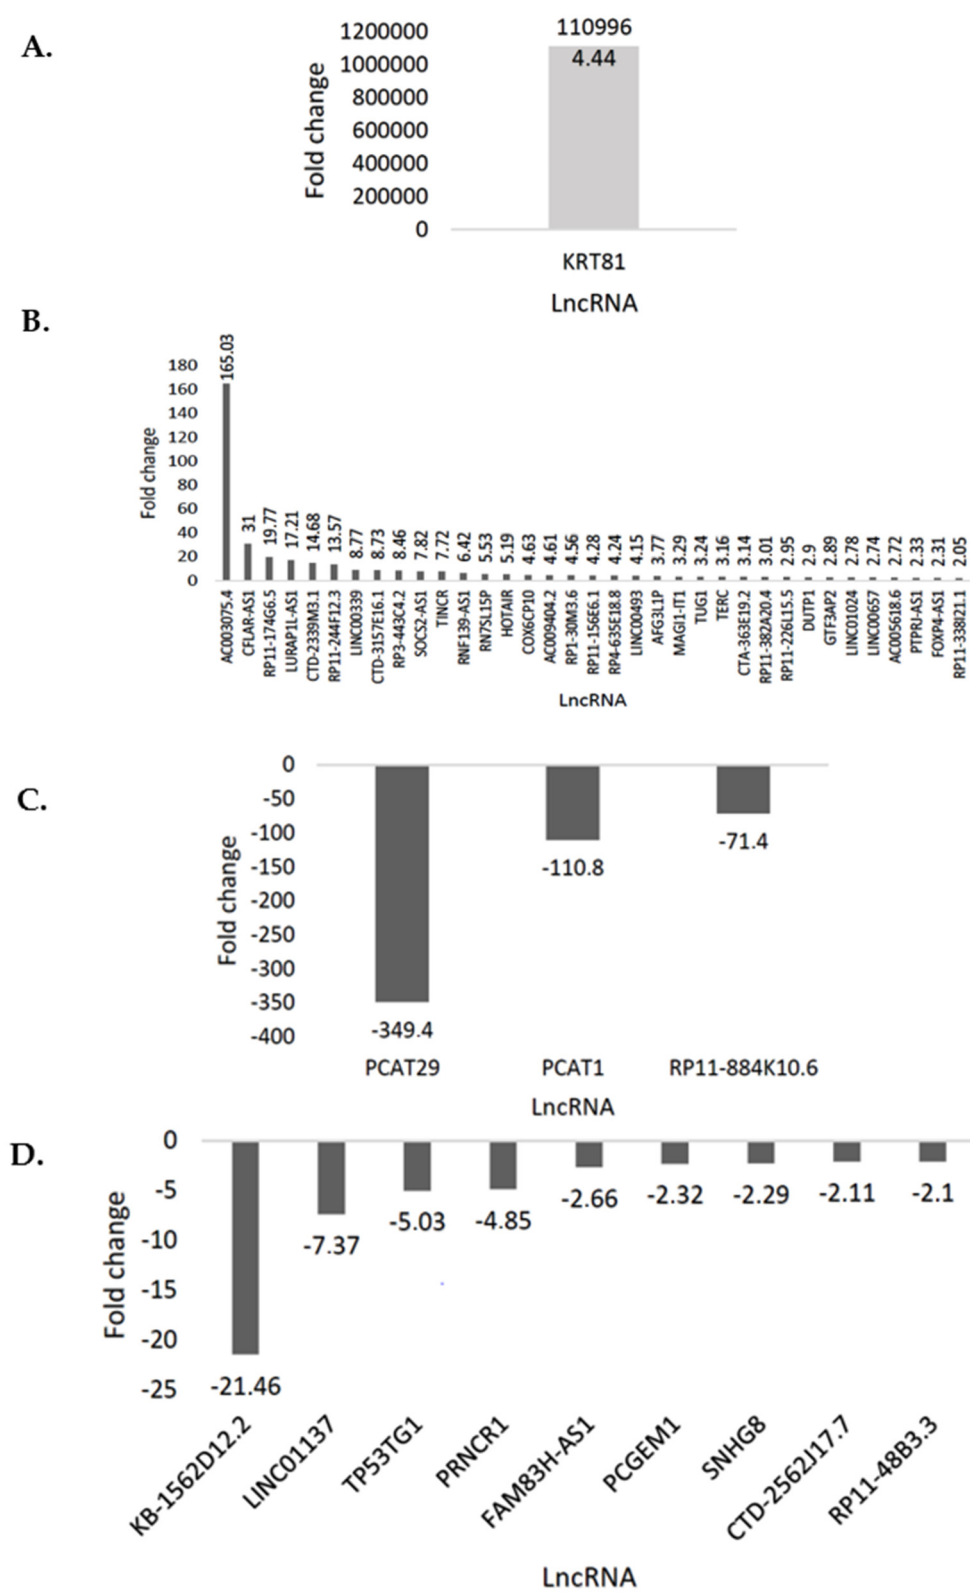 A.
Fold change
1200000
1000000
800000
600000
400000
200000
0
110996
4.44
KRT81
LncRNA
B.
Fold change
180
160
140
120
100
80
60
40
20
0
165.03
31
19.77
17.21
14.68
13.57
8.77
8.73
8.46
7.82
7.72
6.42
5.53
5.19
4.63
4.61
4.56
4.28
4.24
4.15
3.77
3.29
3.24
3.16
3.14
3.01
2.95
2.9
2.89
2.78
2.74
2.72
2.33
2.31
2.05
AC003075.4
CFLAR-AS1
RP11-174G6.5
LURAP1L-AS1
CTD-2339M3.1
RP11-244F12.3
LINC00339
CTD-3157E16.1
RP3-443C4.2
SOCS2-AS1
TINCR
RNF139-AS1
RN7SL15P
HOTAIR
COX6CP10
AC009404.2
RP1-30M3.6
RP11-156E6.1
RP4-635E18.8
LINC00493
AFG3L1P
MAGI1-IT1
TUG1
TERC
CTA-363E19.2
RP11-382A20.4
RP11-226L15.5
DUTP1
GTF3AP2
LINC01024
LINC00657
AC005618.6
PTPRJ-AS1
FOXP4-AS1
RP11-338I21.1
LncRNA
C.
Fold change
0
-50
-100
-150
-200
-250
-300
-350
-400
-349.4
-110.8
-71.4
PCAT29
PCAT1
RP11-884K10.6
LncRNA
D.
Fold change
0
-5
-10
-15
-20
-25
-21.46
-7.37
-5.03
-4.85
-2.66
-2.32
-2.29
-2.11
-2.1
KB-1562D12.2
LINC01137
TP53TG1
PRNCR1
FAM83H-AS1
PCGEM1
SNHG8
CTD-2562J17.7
RP11-48B3.3
LncRNA